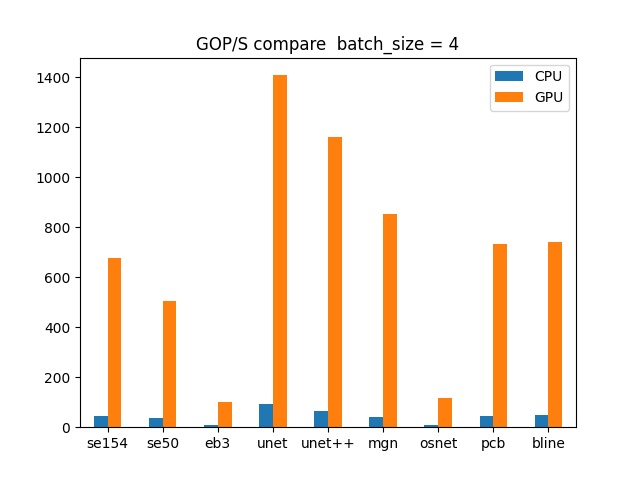 GOP/S compare  batch_size = 4
CPU
GPU
1400
1200
1000
800
600
400
200
0
se154 se50 eb3 unet unet++ mgn osnet pcb bline